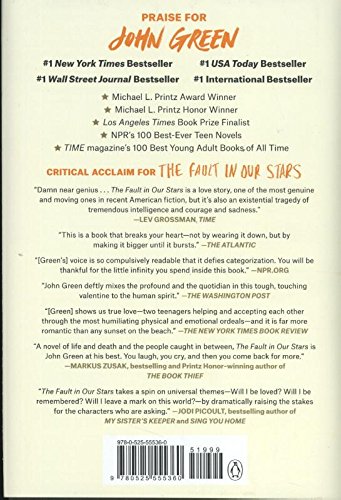 PRAISE FOR
JOHN GREEN
#1 New York Times Bestseller
#1 USA Today Bestseller
#1 Wall Street Journal Bestseller
#1 International Bestseller
★ Michael L. Printz Award Winner
★ Michael L. Printz Honor Winner
★ Los Angeles Times Book Prize Finalist
★ NPR's 100 Best-Ever Teen Novels
★ TIME magazine's 100 Best Young Adult Books of All Time
CRITICAL ACCLAIM FOR THE FAULT IN OUR STARS
"Damn near genius . . . The Fault in Our Stars is a love story, one of the most genuine
and moving ones in recent American fiction, but it's also an existential tragedy of
tremendous intelligence and courage and sadness."
—LEV GROSSMAN, TIME
"This is a book that breaks your heart—not by wearing it down, but by
making it bigger until it bursts." —THE ATLANTIC
"[Green's] voice is so compulsively readable that it defies categorization. You will be
thankful for the little infinity you spend inside this book." —NPR.ORG
"John Green deftly mixes the profound and the quotidian in this tough, touching
valentine to the human spirit." —THE WASHINGTON POST
"[Green] shows us true love—two teenagers helping and accepting each other
through the most humiliating physical and emotional ordeals—and it is far more
romantic than any sunset on the beach." —THE NEW YORK TIMES BOOK REVIEW
"A novel of life and death and the people caught in between, The Fault in Our Stars is
John Green at his best. You laugh, you cry, and then you come back for more."
—MARKUS ZUSAK, bestselling and Printz Honor-winning author of
THE BOOK THIEF
"The Fault in Our Stars takes a spin on universal themes—Will I be loved? Will I be
remembered? Will I leave a mark on this world?—by dramatically raising the stakes
for the characters who are asking." —JODI PICOULT, bestselling author of
MY SISTER'S KEEPER and SING YOU HOME
978-0-525-55536-0
51999
9 780525 555360